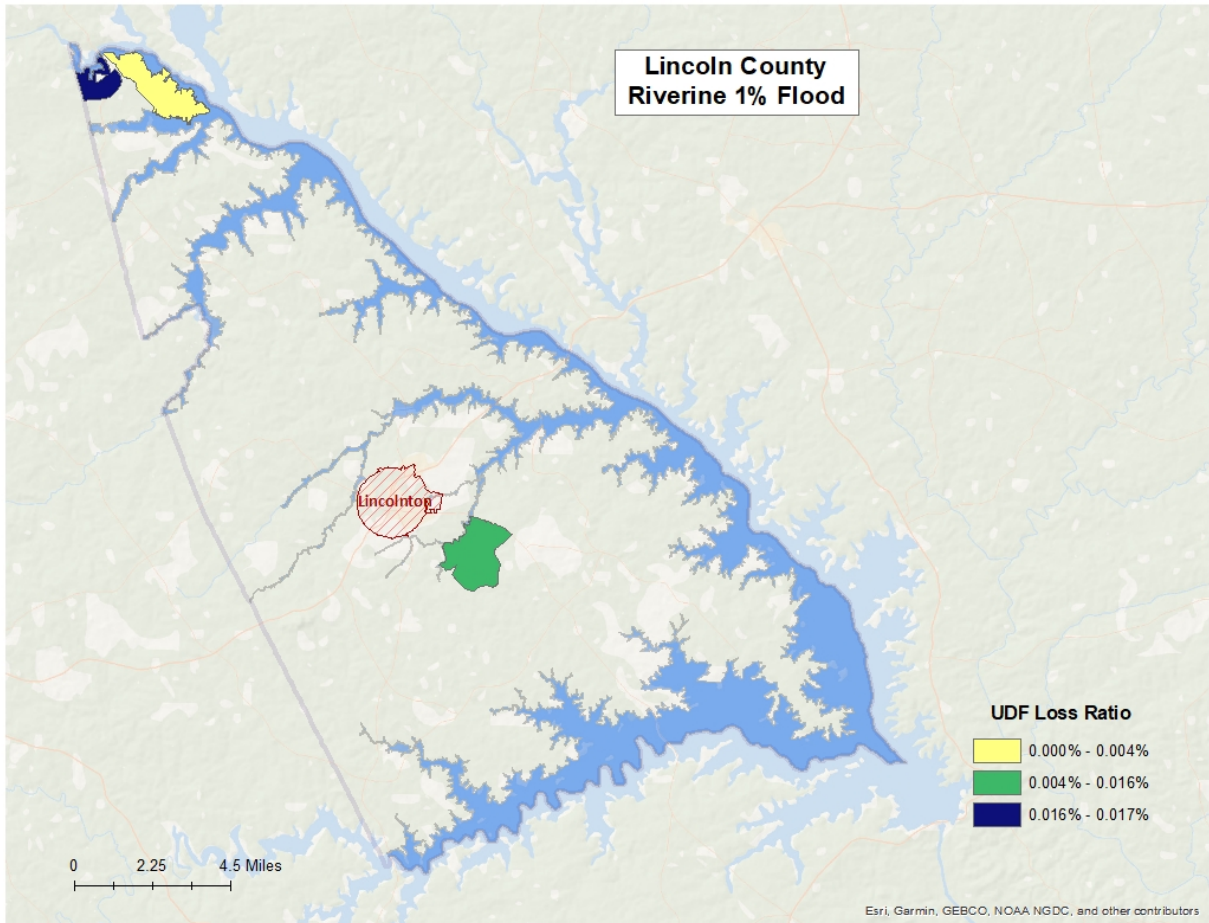 Lincoln County
Riverine 1% Flood
Lincolnton
UDF Loss Ratio
0.000% - 0.004%
0.004% - 0.016%
0.016% - 0.017%
0 2.25 4.5 Miles
Esri, Garmin, GEBCO, NOAA NGDC, and other contributors